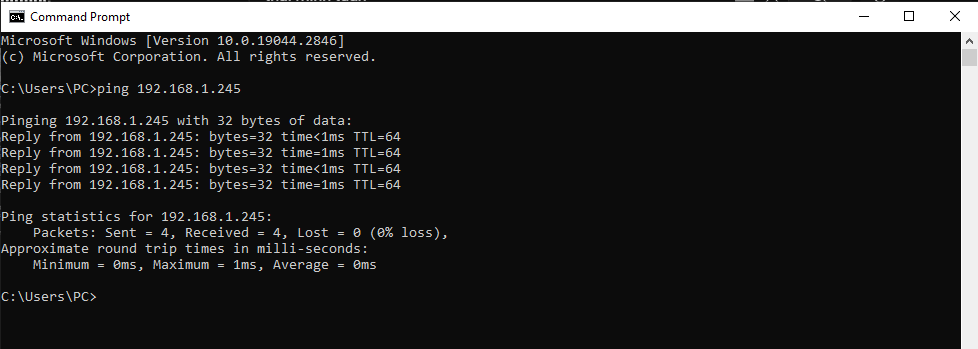 Command Prompt
Microsoft Windows [Version 10.0.19044.2846]
(c) Microsoft Corporation. All rights reserved.
C:\Users\PC>ping 192.168.1.245
Pinging 192.168.1.245 with 32 bytes of data:
Reply from 192.168.1.245: bytes=32 time<1ms TTL=64
Reply from 192.168.1.245: bytes=32 time=1ms TTL=64
Reply from 192.168.1.245: bytes=32 time<1ms TTL=64
Reply from 192.168.1.245: bytes=32 time=1ms TTL=64
Ping statistics for 192.168.1.245:
    Packets: Sent = 4, Received = 4, Lost = 0 (0% loss),
Approximate round trip times in milli-seconds:
    Minimum = 0ms, Maximum = 1ms, Average = 0ms
C:\Users\PC>